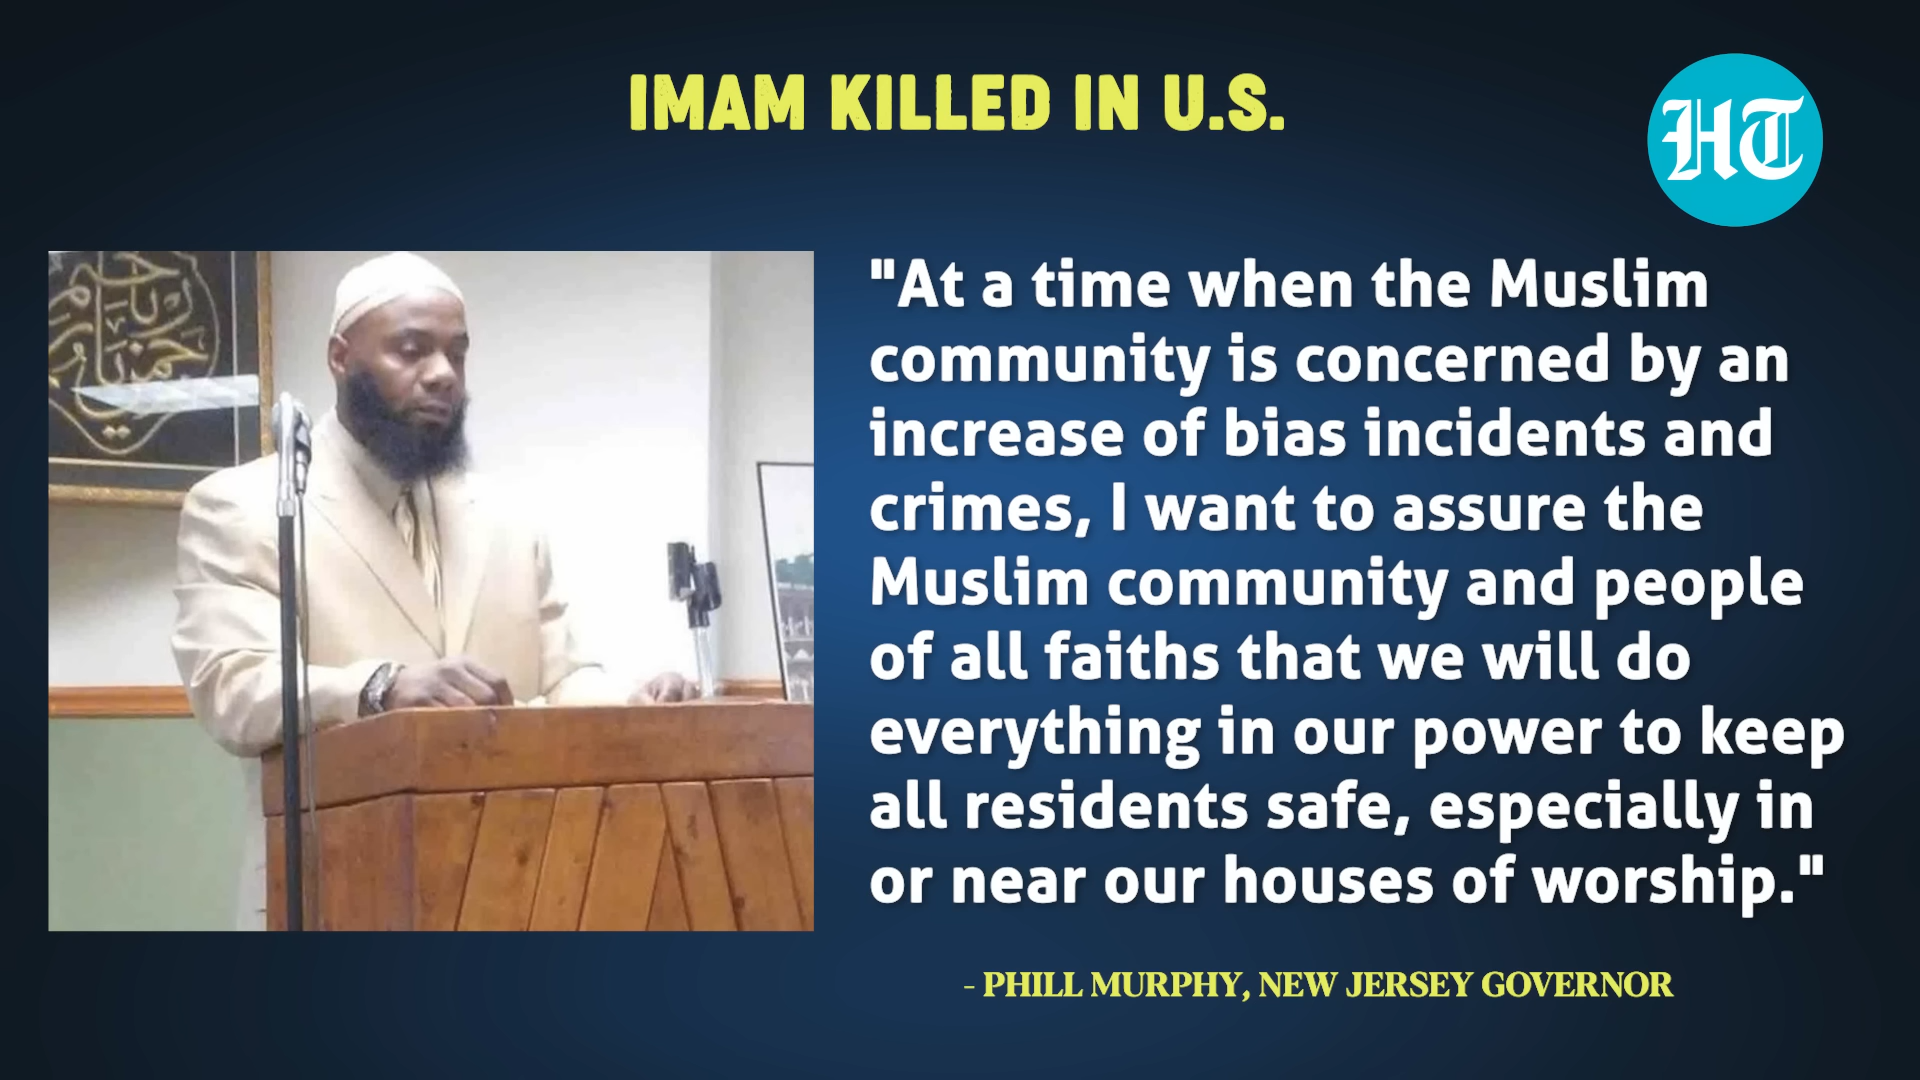 IMAM KILLED IN U.S.
HT
"At a time when the Muslim
community is concerned by an
increase of bias incidents and
crimes, I want to assure the
Muslim community and people
of all faiths that we will do
everything in our power to keep
all residents safe, especially in
or near our houses of worship."
- PHILL MURPHY, NEW JERSEY GOVERNOR